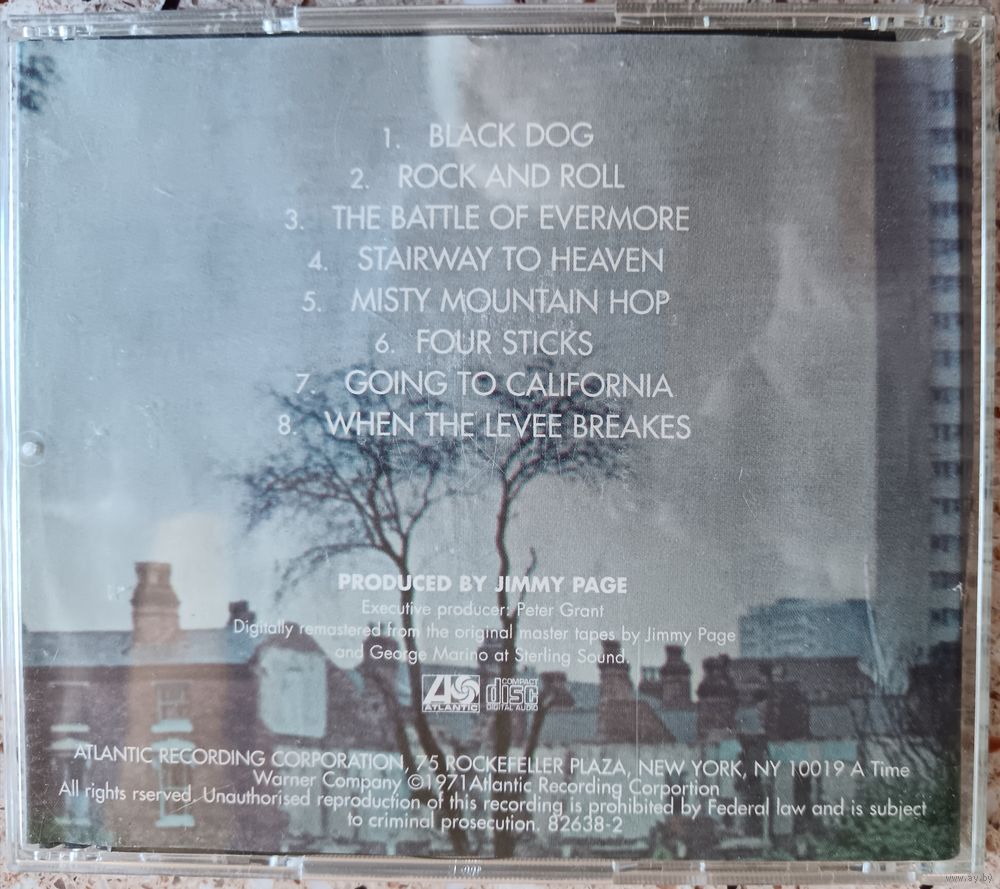 1. BLACK DOG
2. ROCK AND ROLL
3. THE BATTLE OF EVERMORE
4. STAIRWAY TO HEAVEN
5. MISTY MOUNTAIN HOP
6. FOUR STICKS
7. GOING TO CALIFORNIA
8. WHEN THE LEVEE BREAKES
PRODUCED BY JIMMY PAGE
Executive producer: Peter Grant
Digitally remastered from the original master tapes by Jimmy Page
and George Marino at Sterling Sound.
ATLANTIC
COMPACT
disc
DIGITAL AUDIO
ATLANTIC RECORDING CORPORATION, 75 ROCKEFELLER PLAZA, NEW YORK, NY 10019 A Time
Warner Company ©1971Atlantic Recording Corportion
All rights rserved. Unauthorised reproduction of this recording is prohibited by Federal law and is subject
to criminal prosecution. 82638-2
www.ay.by